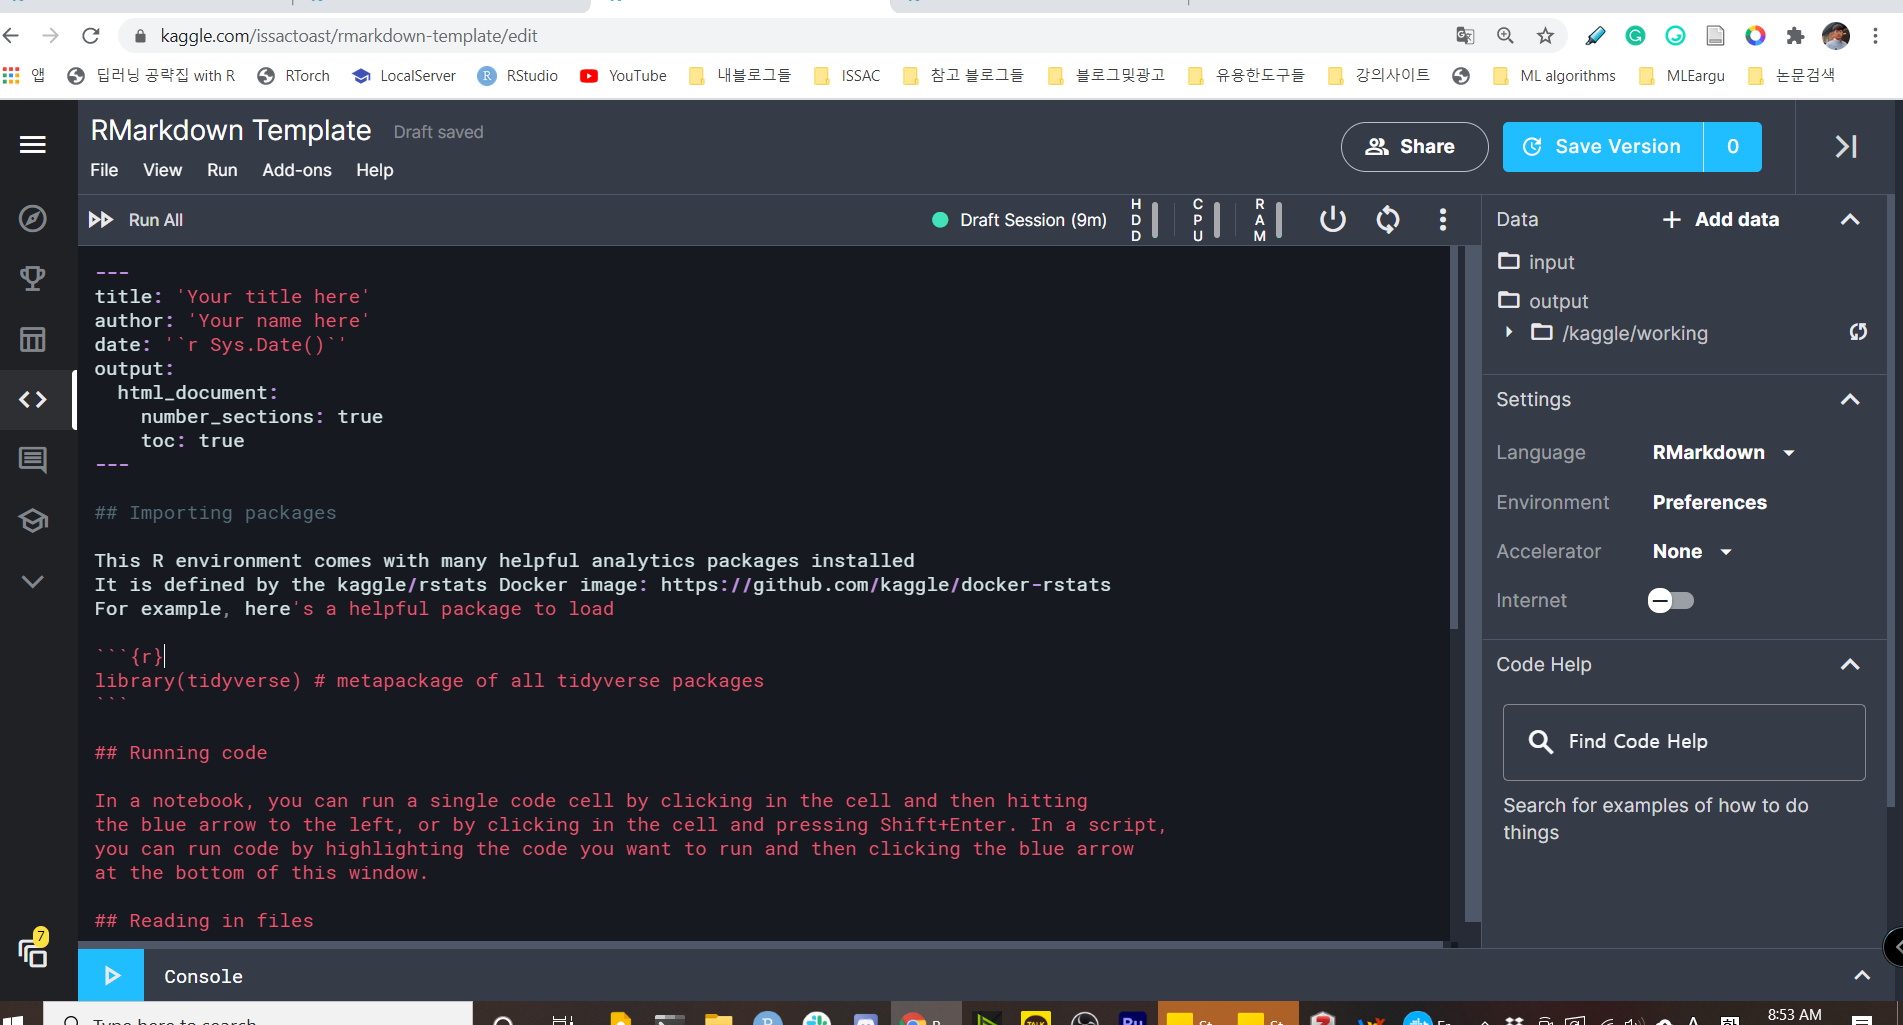 kaggle.com/issactoast/rmarkdown-template/edit
앱 딥러닝 공략집 with R RTorch LocalServer RStudio YouTube 내블로그들 ISSAC 참고 블로그들 블로그및광고 유용한도구들 강의사이트 ML algorithms MLEargu 논문검색
RMarkdown Template Draft saved
File View Run Add-ons Help
Share
Save Version 0
Run All
Draft Session (9m)
HDD CPU RAM
---
title: 'Your title here'
author: 'Your name here'
date: '`r Sys.Date()`'
output:
html_document:
number_sections: true
toc: true
---
## Importing packages
This R environment comes with many helpful analytics packages installed
It is defined by the kaggle/rstats Docker image: https://github.com/kaggle/docker-rstats
For example, here's a helpful package to load
```{r}
library(tidyverse) # metapackage of all tidyverse packages
```
## Running code
In a notebook, you can run a single code cell by clicking in the cell and then hitting
the blue arrow to the left, or by clicking in the cell and pressing Shift+Enter. In a script,
you can run code by highlighting the code you want to run and then clicking the blue arrow
at the bottom of this window.
## Reading in files
Data + Add data
input
output
/kaggle/working
Settings
Language RMarkdown
Environment Preferences
Accelerator None
Internet
Code Help
Find Code Help
Search for examples of how to do
things
7
Console
Type here to search
8:53 AM